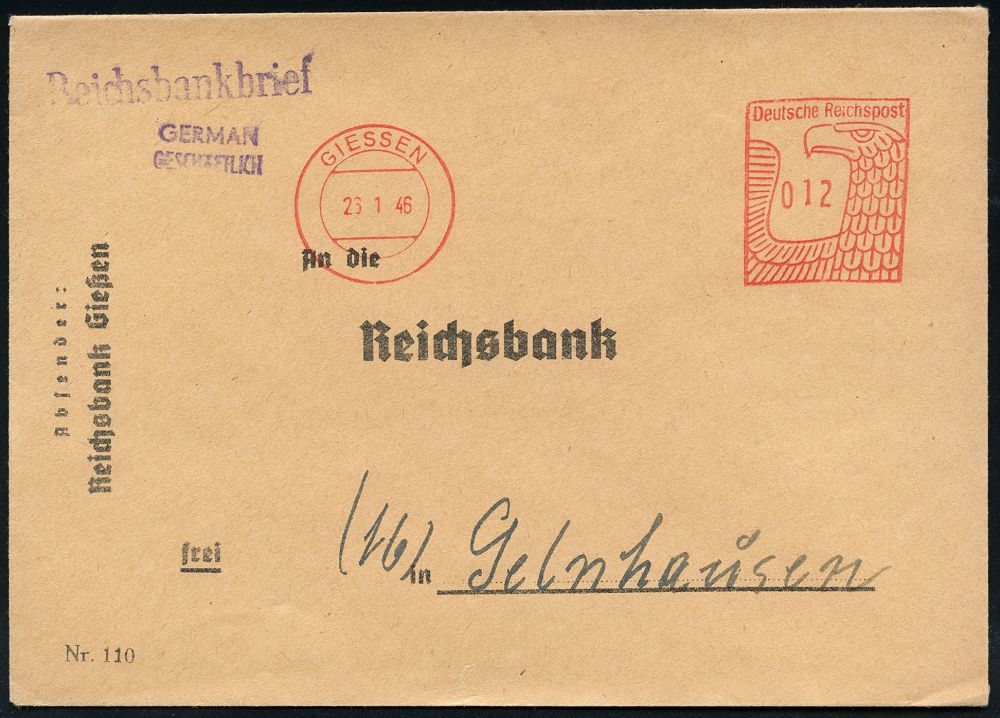 Reichsbankbrief
GERMAN
GESCHÄFTLICH
GIESSEN
26 1 46
Deutsche Reichspost
012
An die
Reichsbank
Absender:
Reichsbank Gießen
frei
(16) in Gelnhausen
Nr. 110